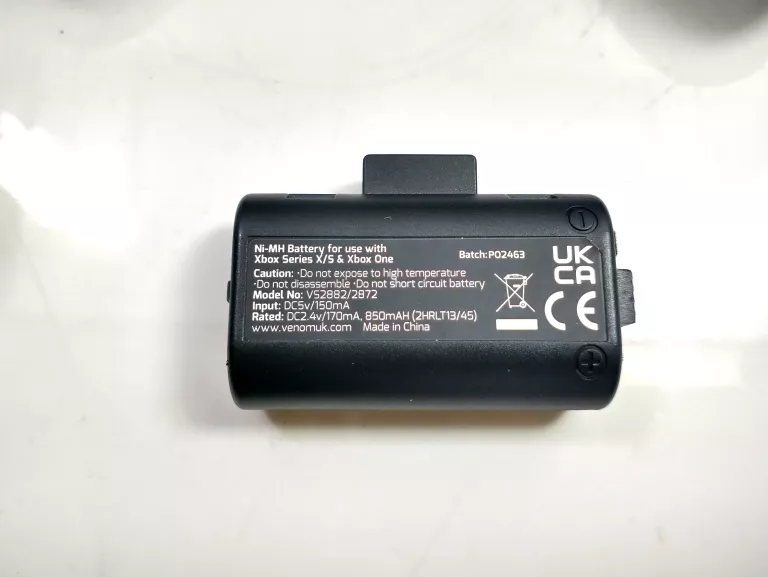 Ni-MH Battery for use with
Xbox Series X/S & Xbox One
Batch:P02463
Caution: •Do not expose to high temperature
•Do not disassemble •Do not short circuit battery
Model No: VS2882/2872
Input: DC5v/150mA
Rated: DC2.4v/170mA, 850mAH (2HRLT13/45)
www.venomuk.com Made in China
UK
CA
CE
+